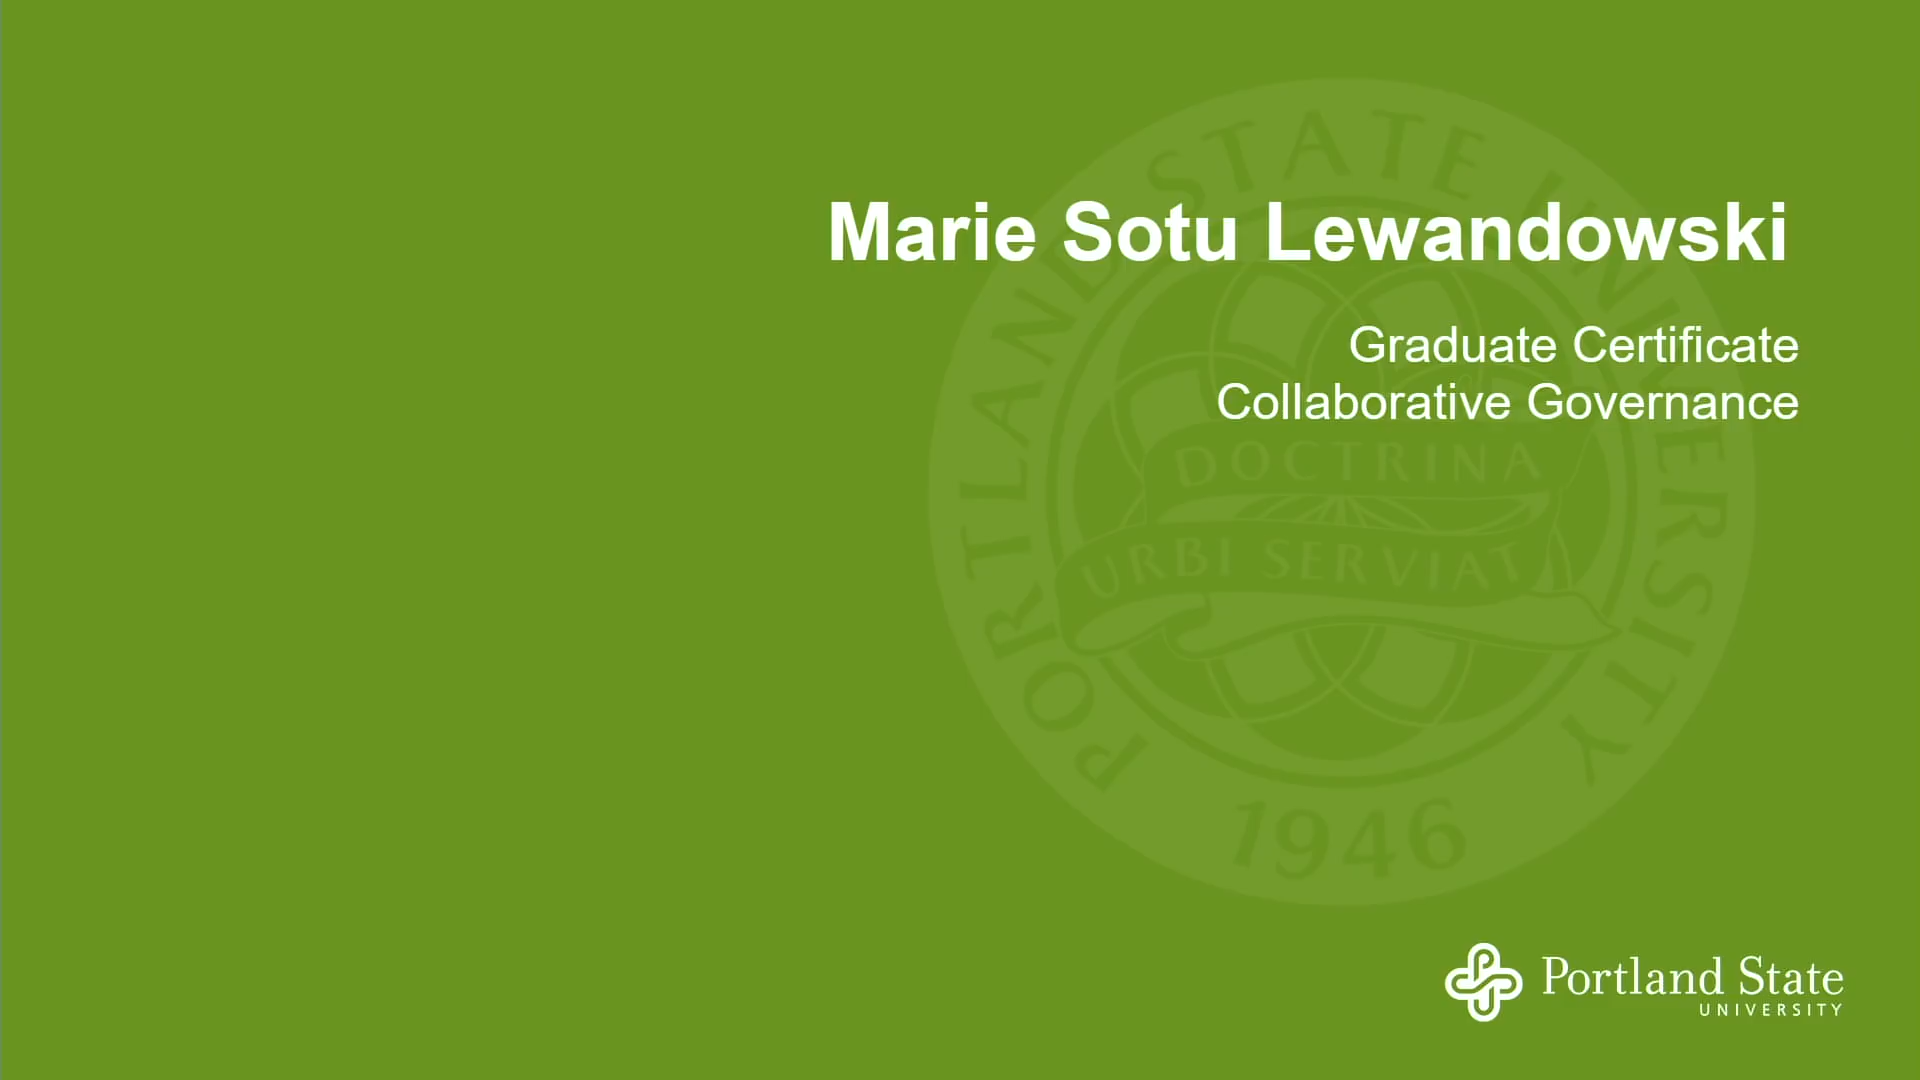 Marie Sotu Lewandowski
Graduate Certificate
Collaborative Governance
PORTLAND STATE UNIVERSITY
DOCTRINA
URBI SERVIAT
1946
Portland State
UNIVERSITY